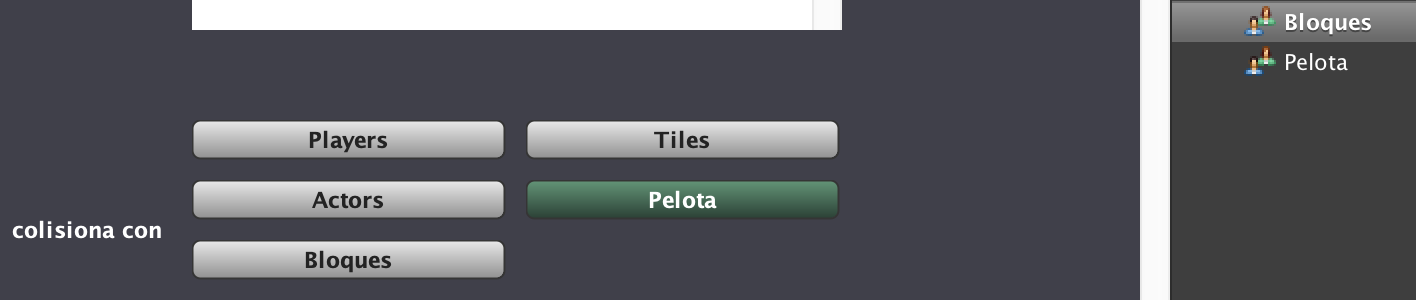 Players
Tiles
Actors
Pelota
colisiona con
Bloques
Bloques
Pelota